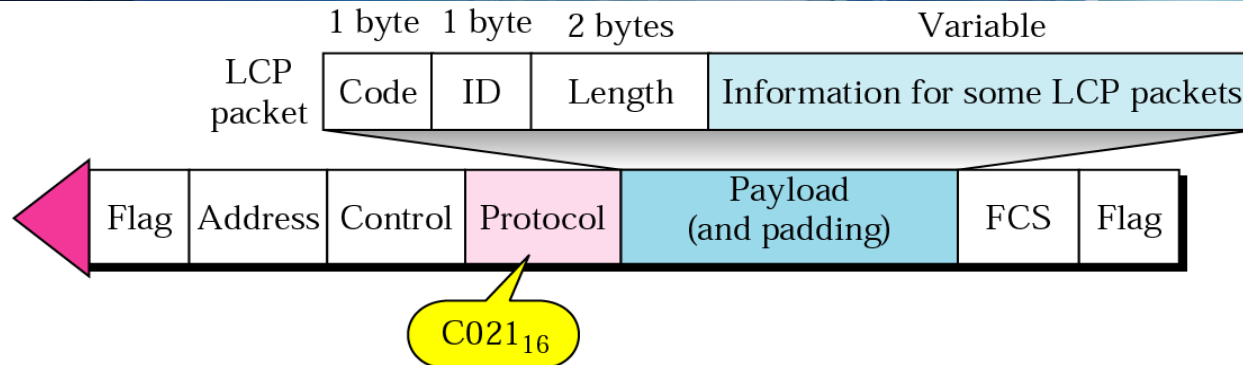 1 byte 1 byte 2 bytes Variable
LCP
packet
Code ID Length Information for some LCP packets
Flag Address Control Protocol Payload
(and padding) FCS Flag
C021₁₆